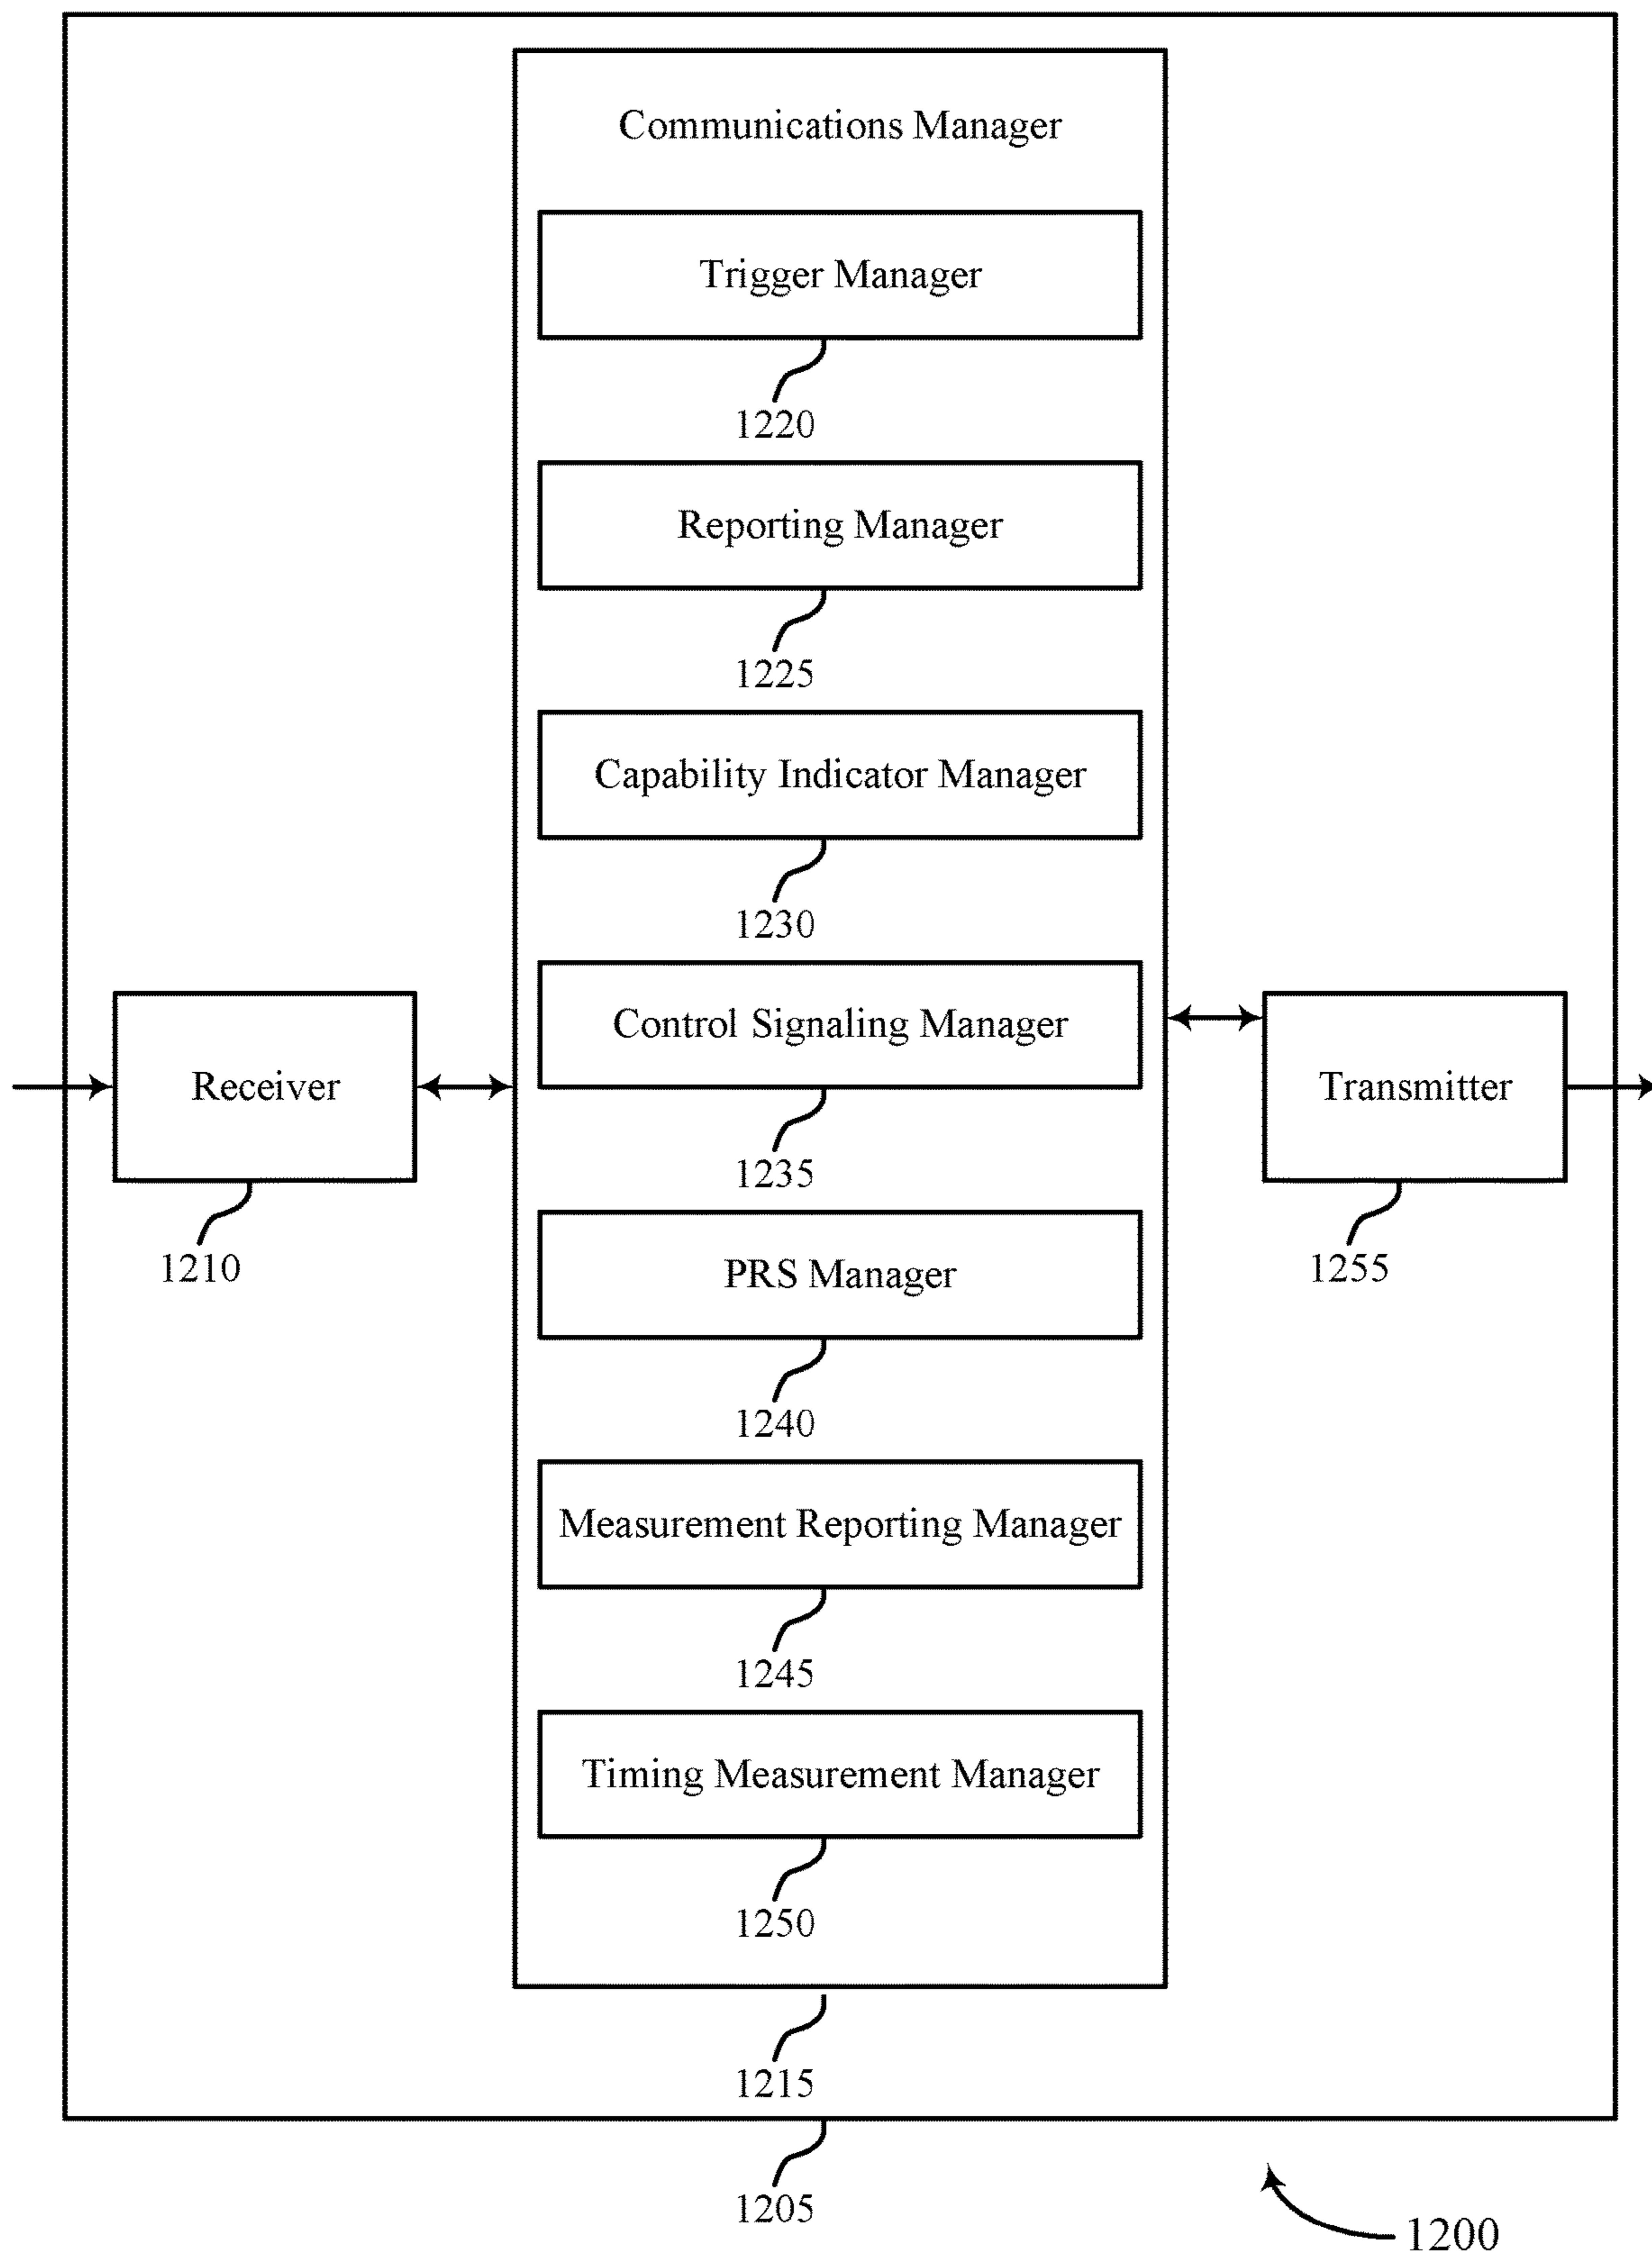 Communications Manager
Trigger Manager
1220
Reporting Manager
1225
Capability Indicator Manager
1230
Control Signaling Manager
1235
Receiver
1210
Transmitter
1255
PRS Manager
1240
Measurement Reporting Manager
1245
Timing Measurement Manager
1250
1215
1205
1200